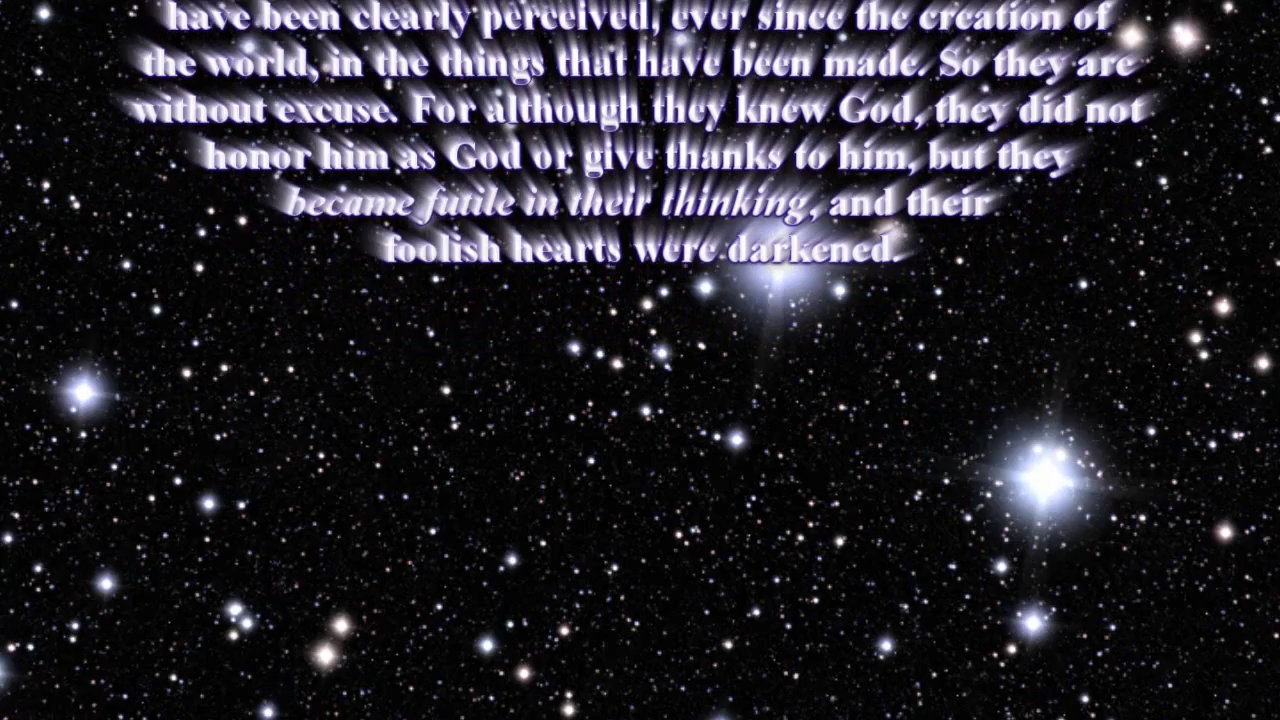 have been clearly perceived, ever since the creation of
the world, in the things that have been made. So they are
without excuse. For although they knew God, they did not
honor him as God or give thanks to him, but they
became futile in their thinking, and their
foolish hearts were darkened.